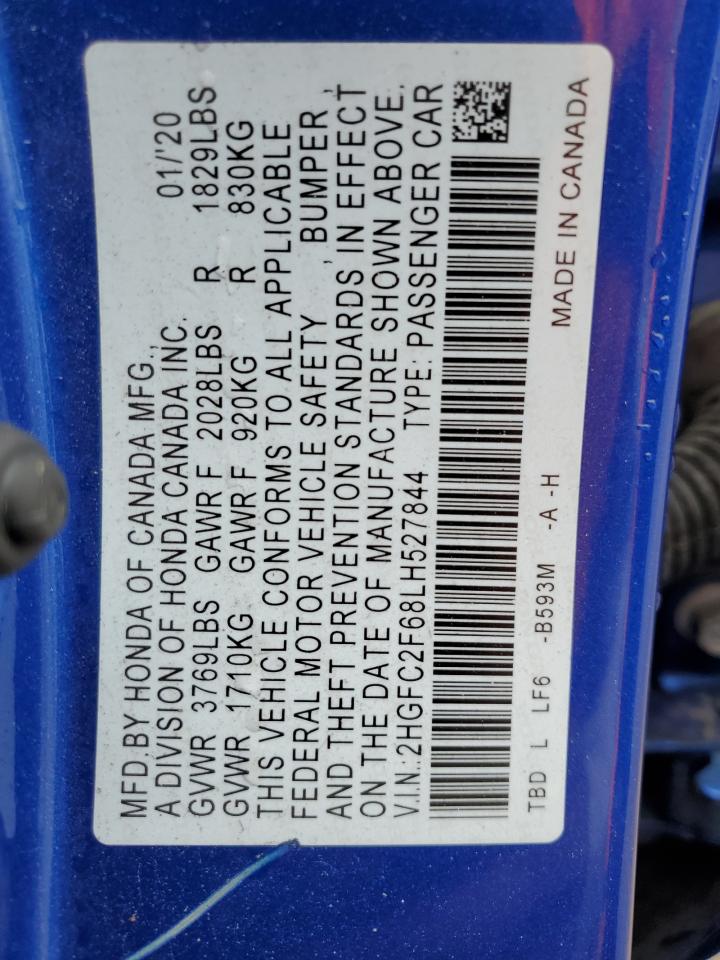 MFD. BY HONDA OF CANADA MFG., 01/'20
A DIVISION OF HONDA CANADA INC.
GVWR 3769LBS GAWR F 2028LBS R 1829LBS
GVWR 1710KG GAWR F 920KG R 830KG
THIS VEHICLE CONFORMS TO ALL APPLICABLE
FEDERAL MOTOR VEHICLE SAFETY , BUMPER ,
AND THEFT PREVENTION STANDARDS IN EFFECT
ON THE DATE OF MANUFACTURE SHOWN ABOVE.
V.I.N.:2HGFC2F68LH527844 TYPE: PASSENGER CAR
TBD L LF6 -B593M -A -H
MADE IN CANADA